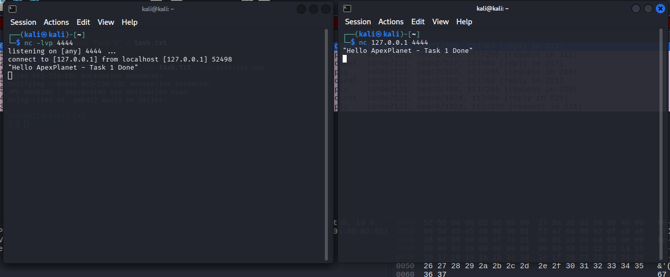 kali@kali: ~
Session Actions Edit View Help
┌──(kali㉿kali)-[~]
└─$ nc -lvp 4444
listening on [any] 4444 ...
connect to [127.0.0.1] from localhost [127.0.0.1] 52498
"Hello ApexPlanet - Task 1 Done"
kali@kali: ~
Session Actions Edit View Help
┌──(kali㉿kali)-[~]
└─$ nc 127.0.0.1 4444
"Hello ApexPlanet - Task 1 Done"
0050 26 27 28 29 2a 2b 2c 2d 2e 2f 30 31 32 33 34 35 &'(
0060 36 37 67